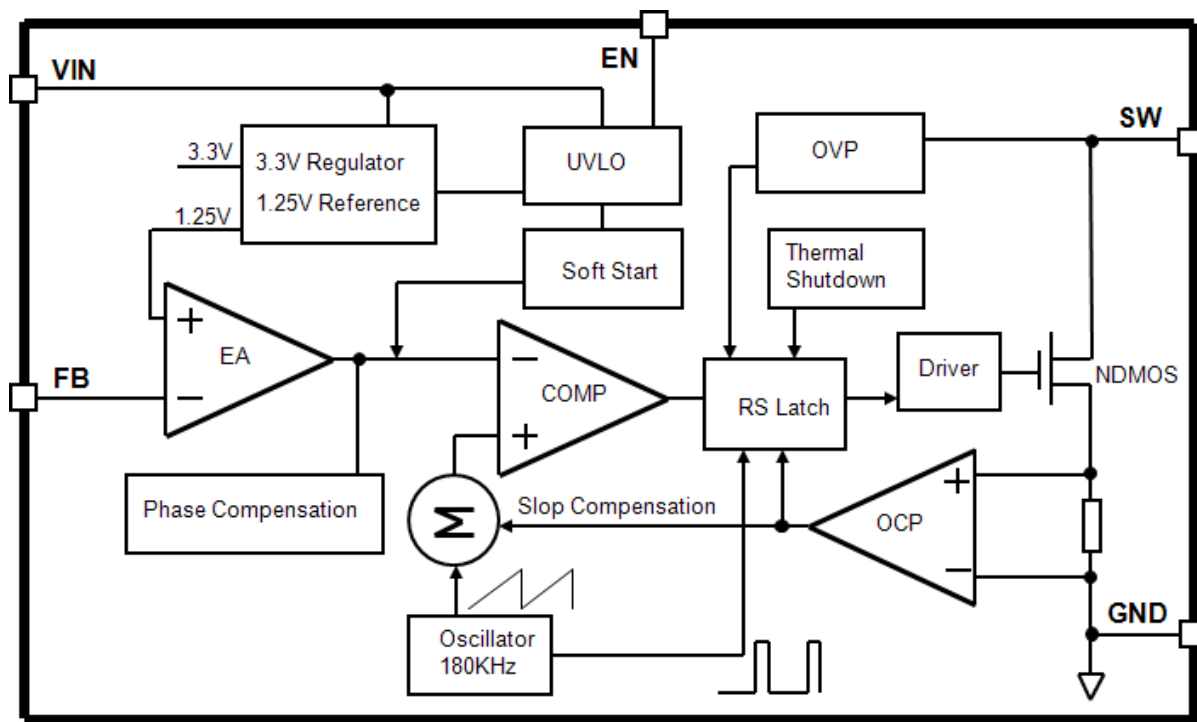 EN
VIN
SW
3.3V
3.3V Regulator
1.25V Reference
1.25V
UVLO
OVP
Soft Start
Thermal
Shutdown
+
EA
−
FB
−
COMP
+
RS Latch
Driver
NDMOS
Phase Compensation
Σ
Slop Compensation
+
OCP
−
Oscillator
180KHz
GND